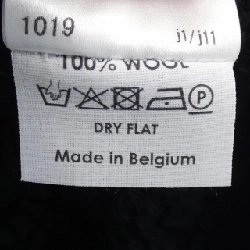 1019 j1/j11
100% WOOL
P
DRY FLAT
Made in Belgium